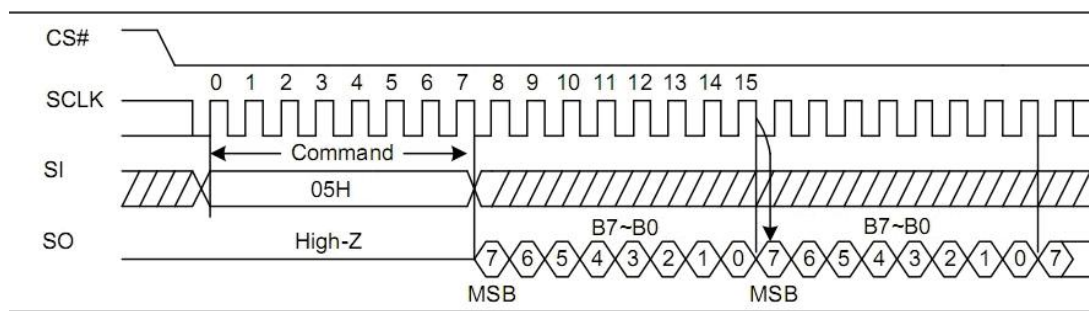 CS#
0 1 2 3 4 5 6 7 8 9 10 11 12 13 14 15
SCLK
Command
SI
05H
B7~B0 B7~B0
SO High-Z
7 6 5 4 3 2 1 0 7 6 5 4 3 2 1 0 7
MSB MSB